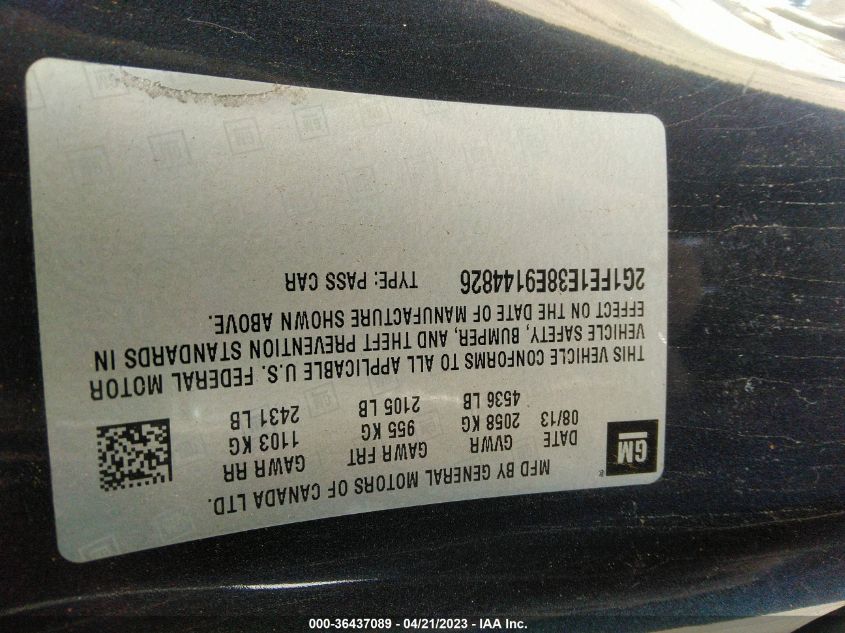 MFD BY GENERAL MOTORS OF CANADA LTD.
GM
DATE GVWR GAWR FRT GAWR RR
08/13 2058 KG 955 KG 1103 KG
4536 LB 2105 LB 2431 LB
THIS VEHICLE CONFORMS TO ALL APPLICABLE U.S. FEDERAL MOTOR
VEHICLE SAFETY, BUMPER, AND THEFT PREVENTION STANDARDS IN
EFFECT ON THE DATE OF MANUFACTURE SHOWN ABOVE.
2G1FE1E38E9144826 TYPE: PASS CAR
000-36437089 - 04/21/2023 - IAA Inc.